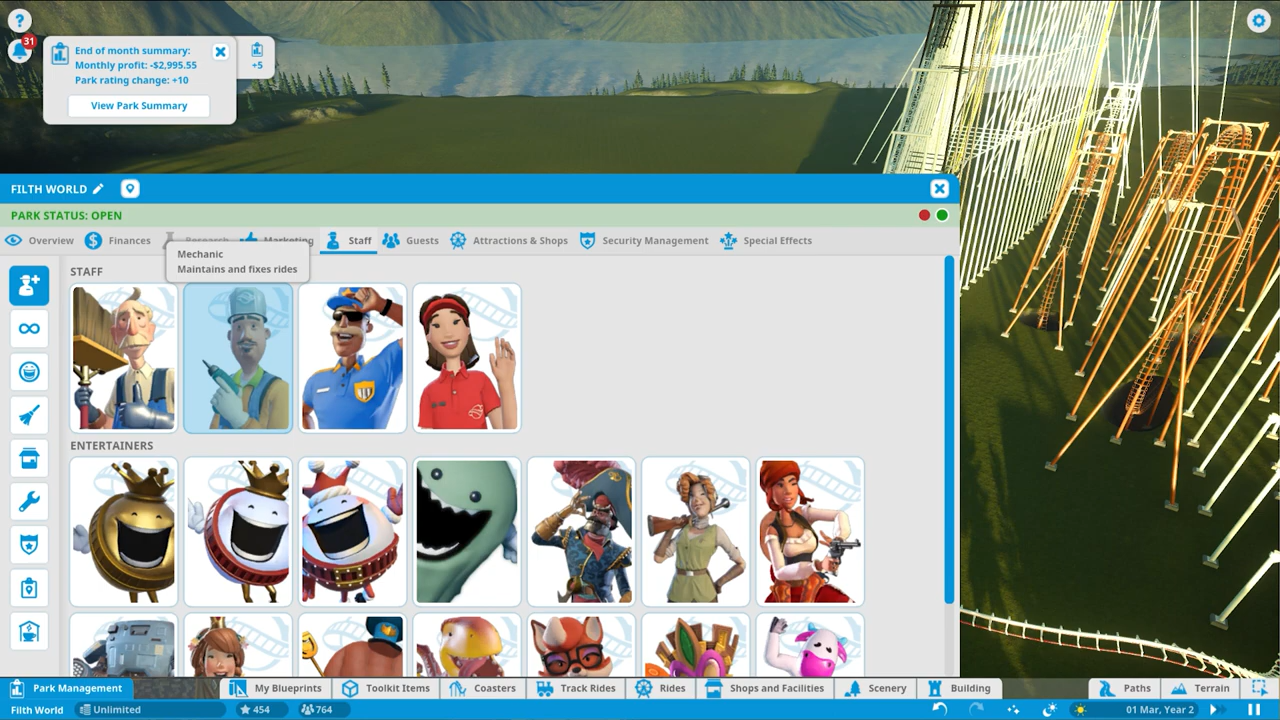 ?
31
End of month summary:
Monthly profit: -$2,995.55
Park rating change: +10
View Park Summary
+5
FILTH WORLD
PARK STATUS: OPEN
Overview
Finances
Research
Marketing
Staff
Guests
Attractions & Shops
Security Management
Special Effects
Mechanic
Maintains and fixes rides
STAFF
ENTERTAINERS
Park Management
My Blueprints
Toolkit Items
Coasters
Track Rides
Rides
Shops and Facilities
Scenery
Building
Paths
Terrain
Filth World
Unlimited
454
764
01 Mar, Year 2